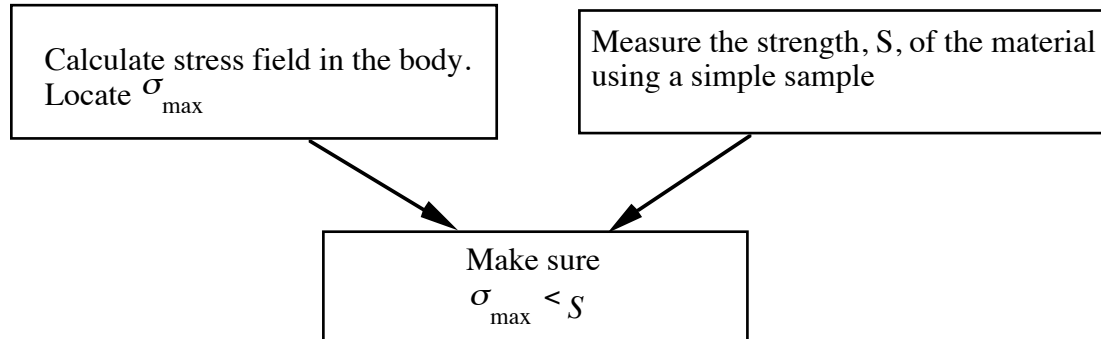 Calculate stress field in the body.
Locate σmax
Measure the strength, S, of the material
using a simple sample
Make sure
σmax < S